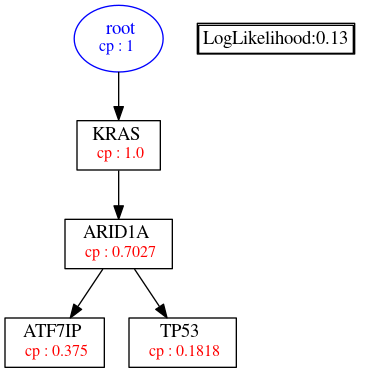 root
cp : 1
LogLikelihood:0.13
KRAS
cp : 1.0
ARID1A
cp : 0.7027
ATF7IP
cp : 0.375
TP53
cp : 0.1818